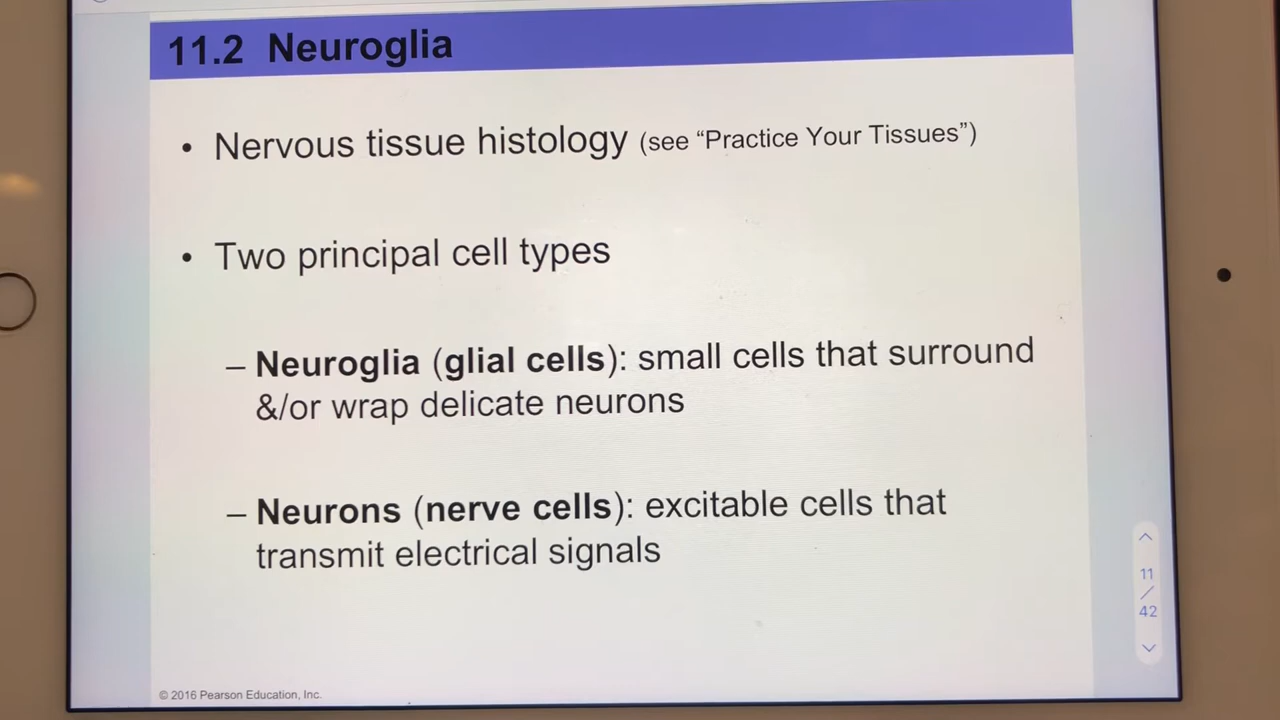 11.2 Neuroglia
• Nervous tissue histology (see “Practice Your Tissues”)
• Two principal cell types
– Neuroglia (glial cells): small cells that surround
&/or wrap delicate neurons
– Neurons (nerve cells): excitable cells that
transmit electrical signals
11
/
42
© 2016 Pearson Education, Inc.